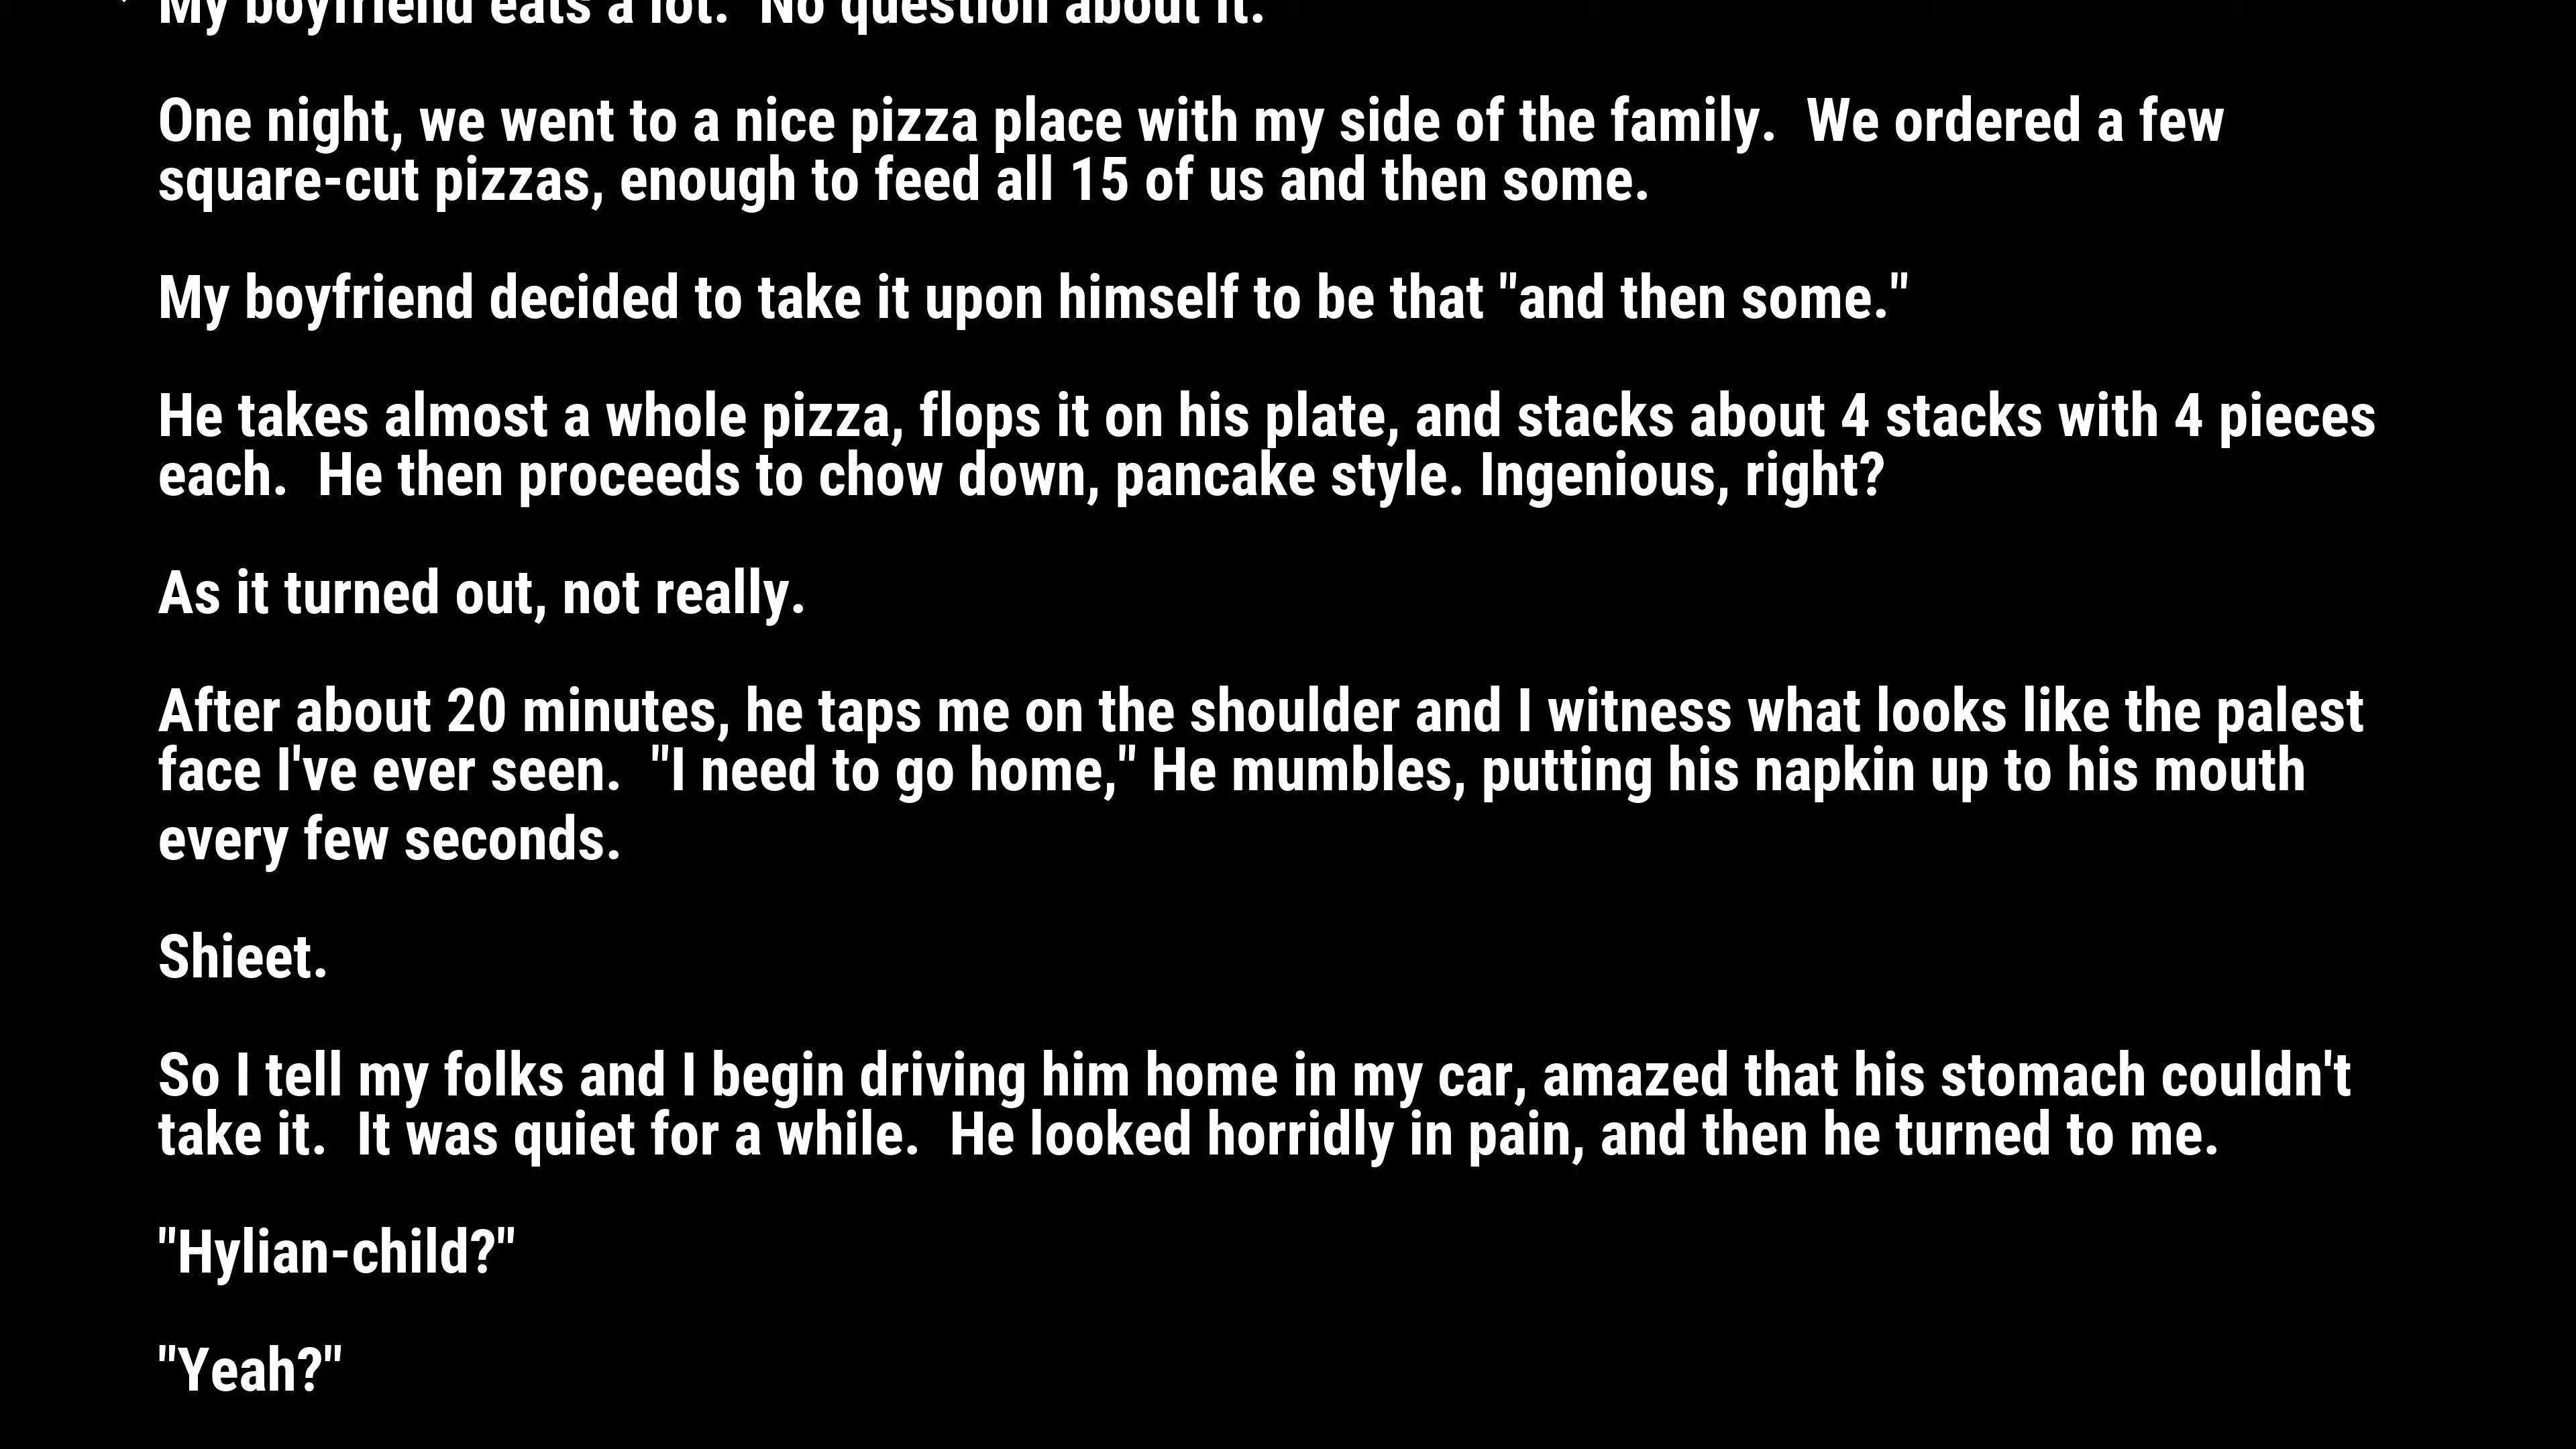 My boyfriend eats a lot.  No question about it.
One night, we went to a nice pizza place with my side of the family.  We ordered a few
square-cut pizzas, enough to feed all 15 of us and then some.
My boyfriend decided to take it upon himself to be that "and then some."
He takes almost a whole pizza, flops it on his plate, and stacks about 4 stacks with 4 pieces
each.  He then proceeds to chow down, pancake style. Ingenious, right?
As it turned out, not really.
After about 20 minutes, he taps me on the shoulder and I witness what looks like the palest
face I've ever seen.  "I need to go home," He mumbles, putting his napkin up to his mouth
every few seconds.
Shieet.
So I tell my folks and I begin driving him home in my car, amazed that his stomach couldn't
take it.  It was quiet for a while.  He looked horridly in pain, and then he turned to me.
"Hylian-child?"
"Yeah?"